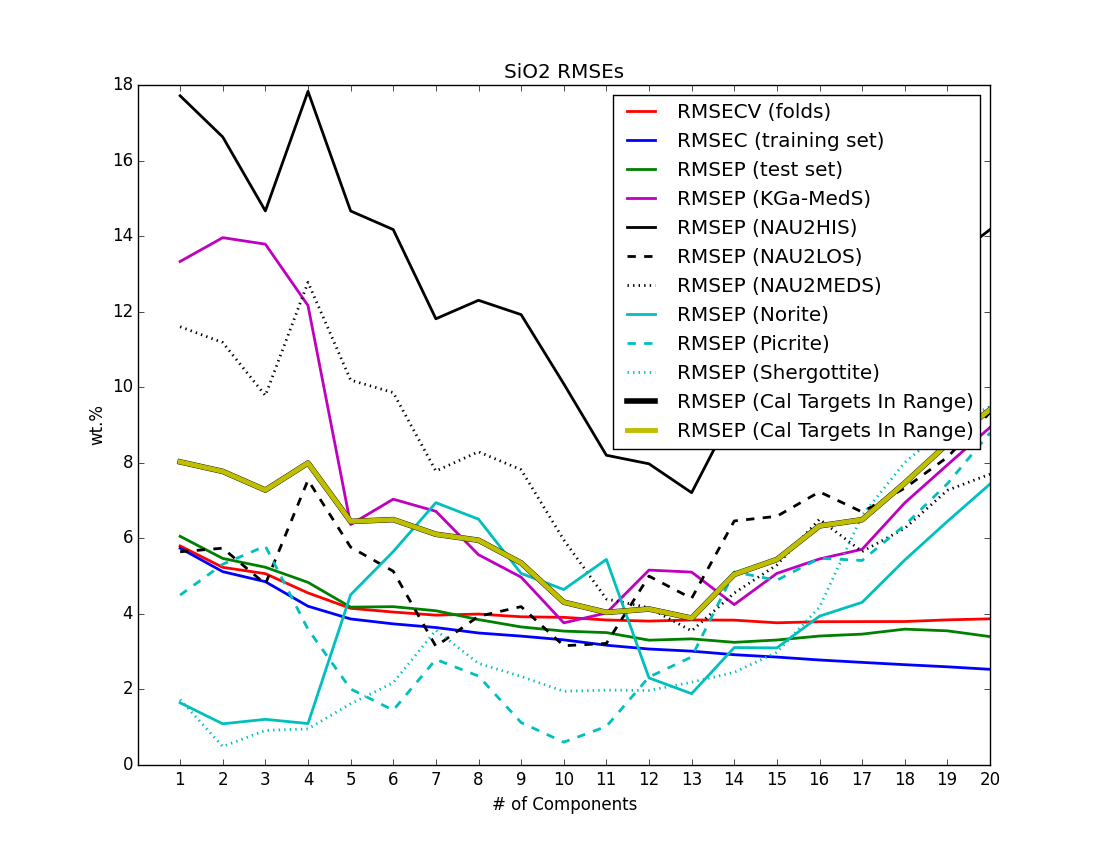 SiO2 RMSEs
18
16
14
12
10
8
6
4
2
0
wt.%
RMSECV (folds)
RMSEC (training set)
RMSEP (test set)
RMSEP (KGa-MedS)
RMSEP (NAU2HIS)
RMSEP (NAU2LOS)
RMSEP (NAU2MEDS)
RMSEP (Norite)
RMSEP (Picrite)
RMSEP (Shergottite)
RMSEP (Cal Targets In Range)
RMSEP (Cal Targets In Range)
1 2 3 4 5 6 7 8 9 10 11 12 13 14 15 16 17 18 19 20
# of Components